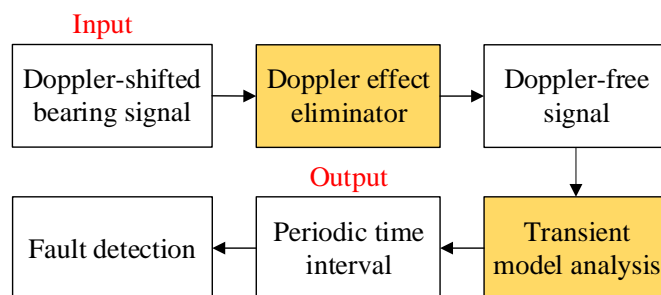 Input
Doppler-shifted
bearing signal
Doppler effect
eliminator
Doppler-free
signal
Output
Fault detection
Periodic time
interval
Transient
model analysis